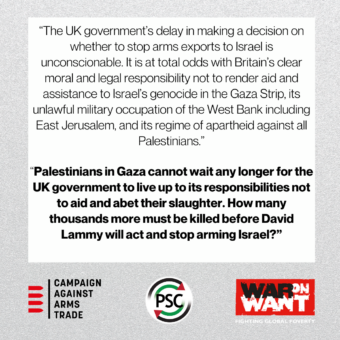 “The UK government’s delay in making a decision on
whether to stop arms exports to Israel is
unconscionable. It is at total odds with Britain’s clear
moral and legal responsibility not to render aid and
assistance to Israel’s genocide in the Gaza Strip, its
unlawful military occupation of the West Bank including
East Jerusalem, and its regime of apartheid against all
Palestinians.”
“Palestinians in Gaza cannot wait any longer for the
UK government to live up to its responsibilities not
to aid and abet their slaughter. How many
thousands more must be killed before David
Lammy will act and stop arming Israel?”
CAMPAIGN
AGAINST
ARMS
TRADE
PSC
WAR ON
WANT
FIGHTING GLOBAL POVERTY